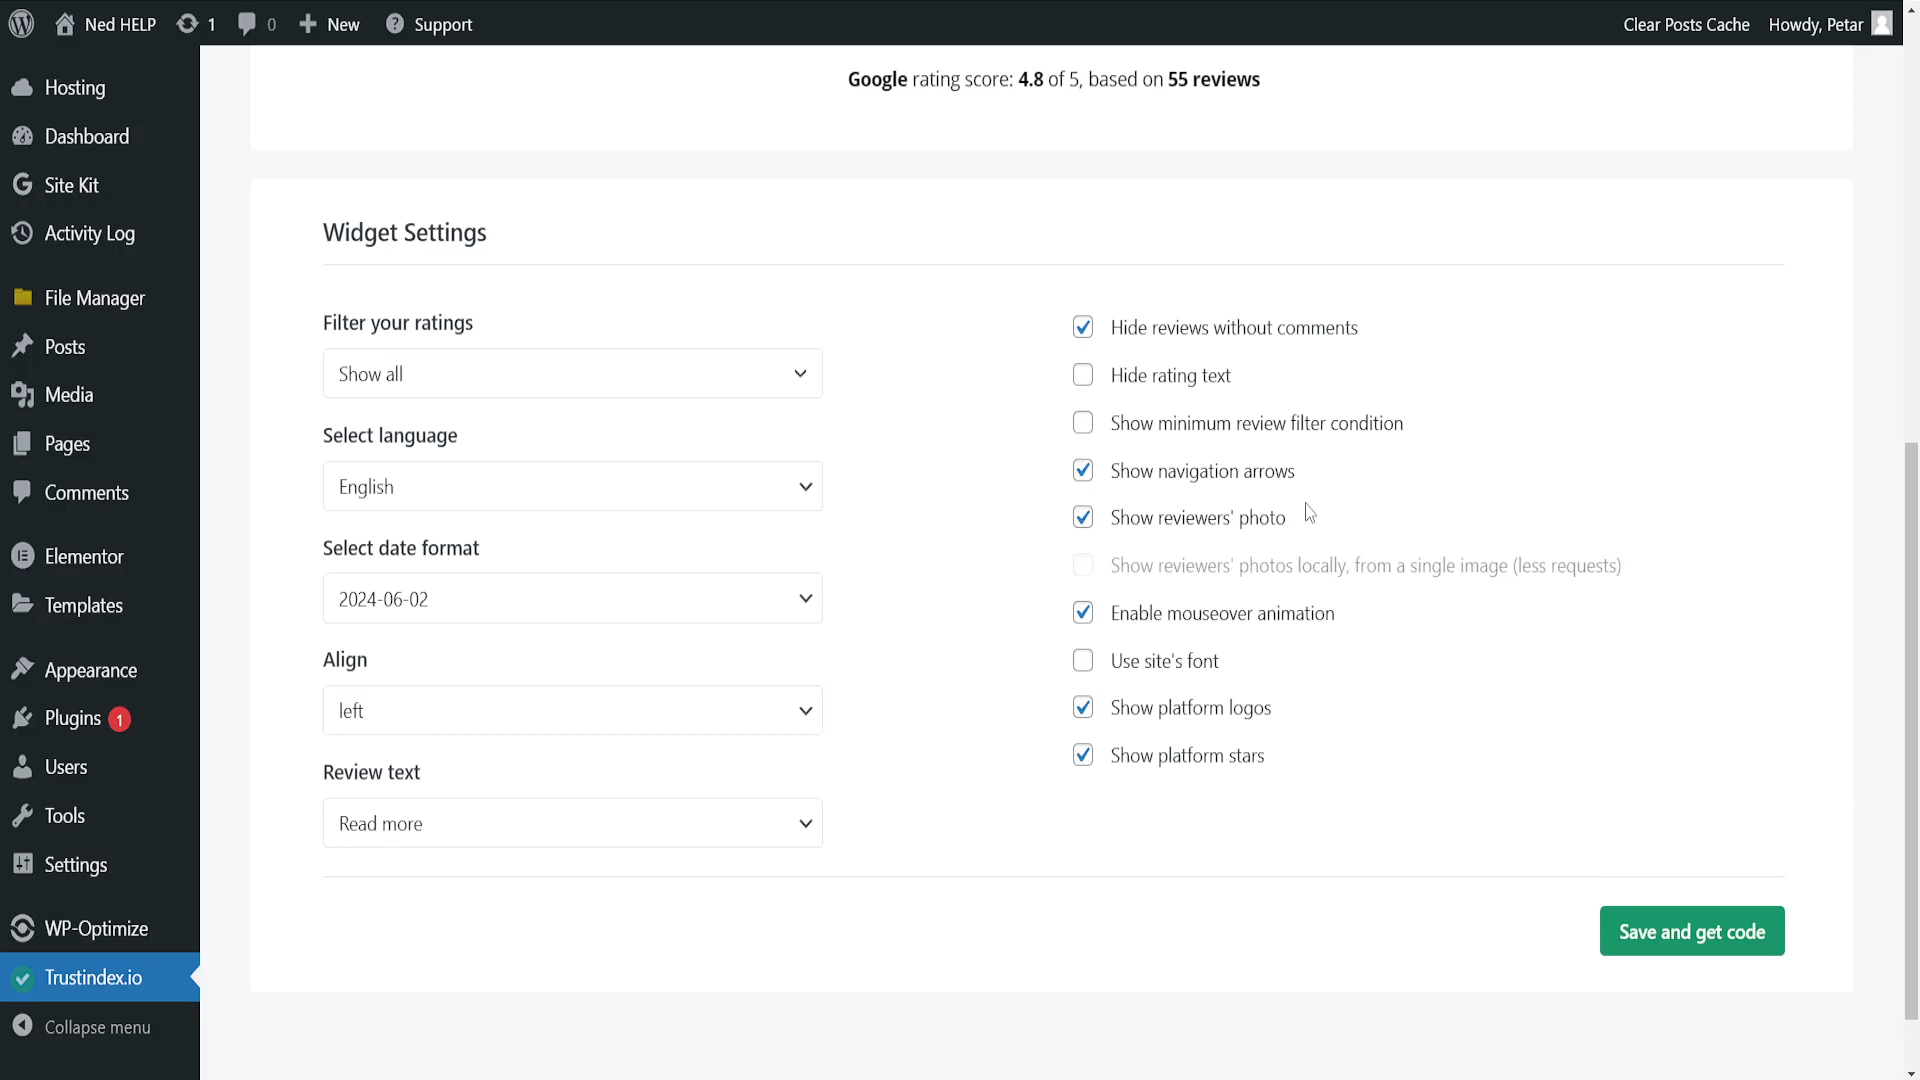 Ned HELP 1 0 New Support Clear Posts Cache Howdy, Petar
Hosting
Dashboard
Site Kit
Activity Log
File Manager
Posts
Media
Pages
Comments
Elementor
Templates
Appearance
Plugins 1
Users
Tools
Settings
WP-Optimize
Trustindex.io
Collapse menu
Google rating score: 4.8 of 5, based on 55 reviews
Widget Settings
Filter your ratings
Show all
Select language
English
Select date format
2024-06-02
Align
left
Review text
Read more
Hide reviews without comments
Hide rating text
Show minimum review filter condition
Show navigation arrows
Show reviewers' photo
Show reviewers' photos locally, from a single image (less requests)
Enable mouseover animation
Use site's font
Show platform logos
Show platform stars
Save and get code